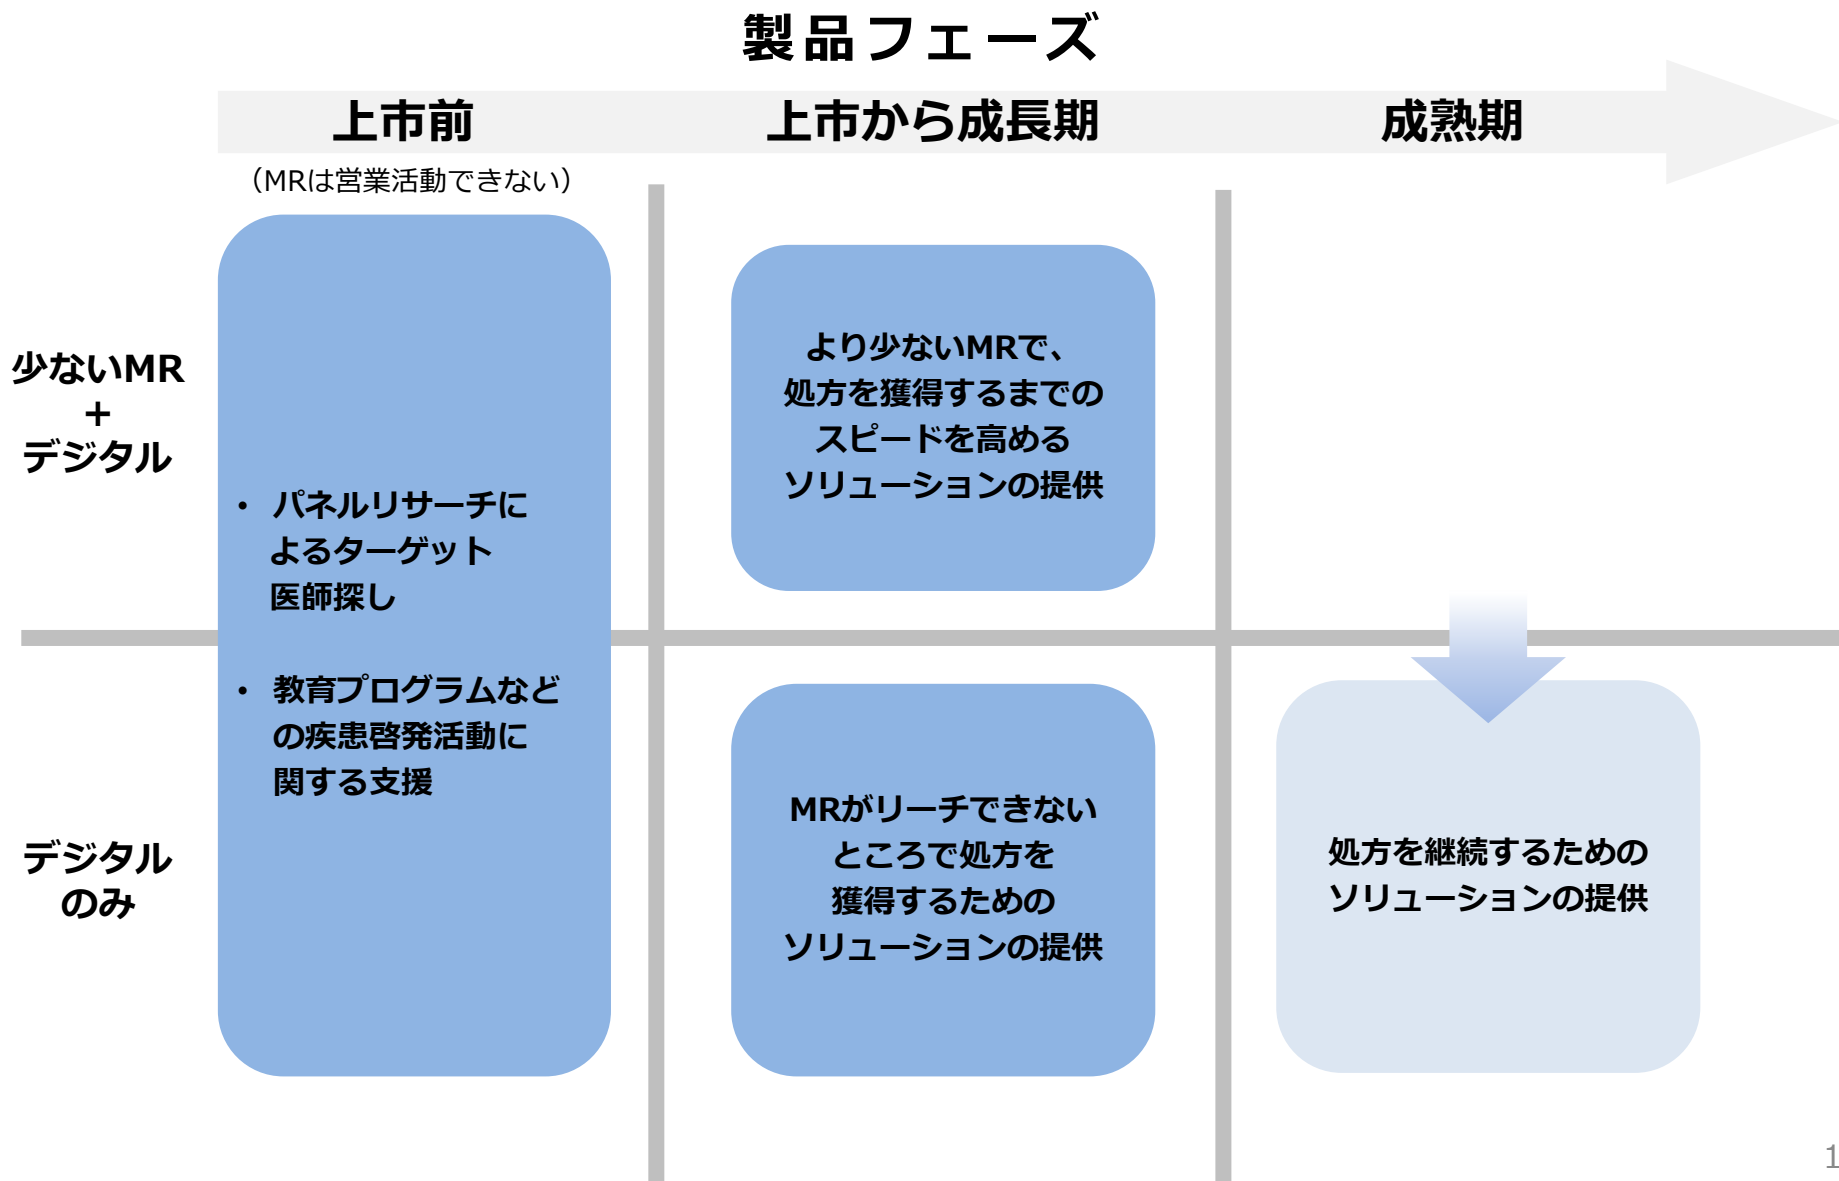 製品フェーズ
上市前
上市から成長期
成熟期
（MRは営業活動できない）
少ないMR
+
デジタル
デジタル
のみ
・ パネルリサーチに
よるターゲット
医師探し
・ 教育プログラムなど
の疾患啓発活動に
関する支援
より少ないMRで、
処方を獲得するまでの
スピードを高める
ソリューションの提供
MRがリーチできない
ところで処方を
獲得するための
ソリューションの提供
処方を継続するための
ソリューションの提供
1